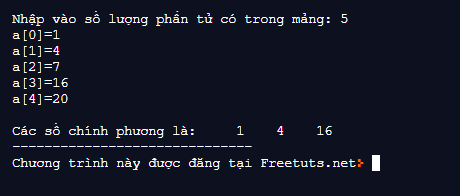 Nhập vào số lượng phần tử có trong mảng: 5
a[0]=1
a[1]=4
a[2]=7
a[3]=16
a[4]=20
Các số chính phương là: 1 4 16
------------------------------
Chương trình này được đăng tại Freetuts.net>